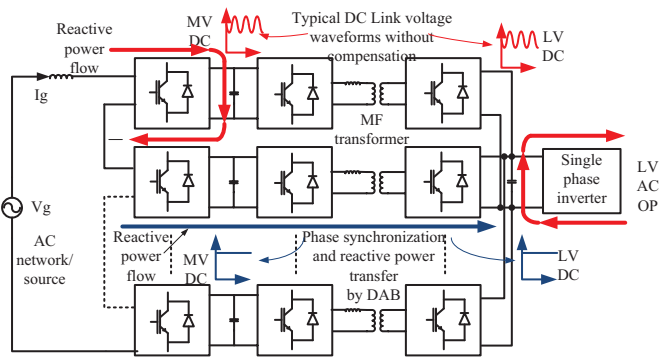 Reactive
power
flow
MV
DC
Typical DC Link voltage
waveforms without
compensation
LV
DC
Ig
MF
transformer
Single
phase
inverter
LV
AC
OP
Vg
AC
network/
source
Reactive
power
flow
MV
DC
Phase synchronization
and reactive power
transfer
by DAB
LV
DC